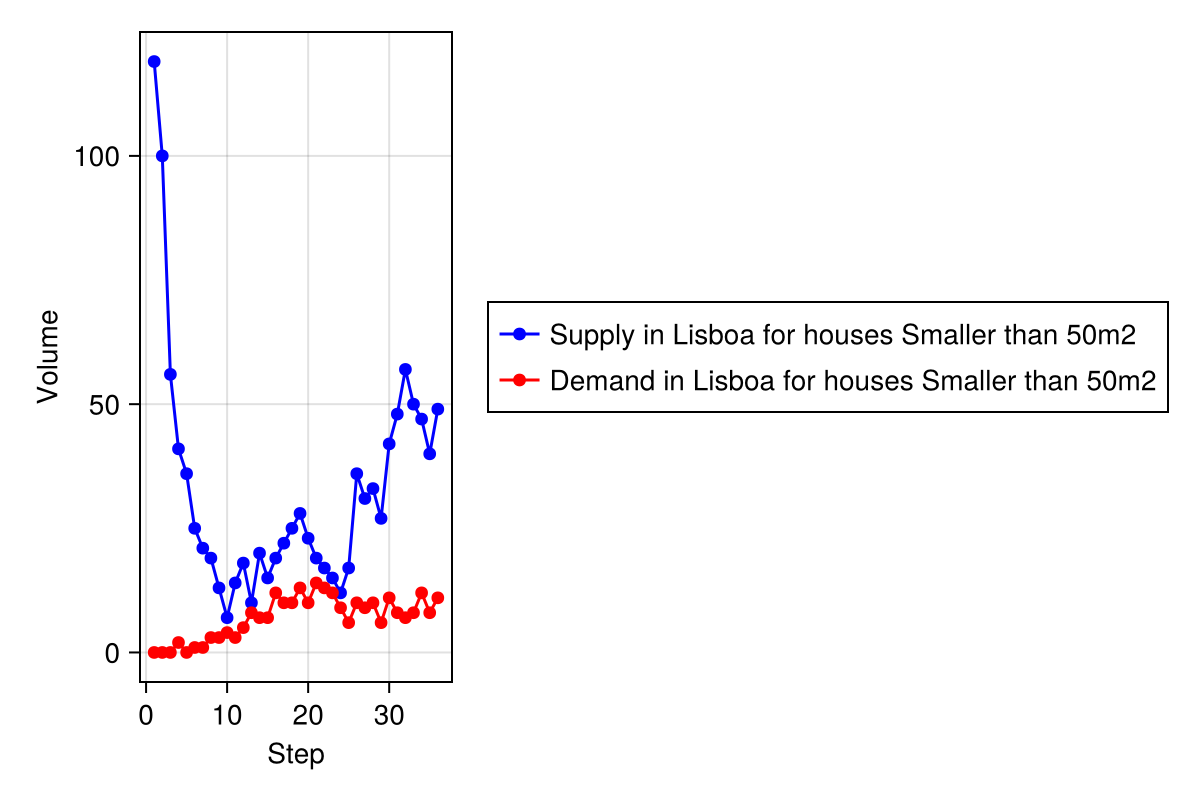 Volume
100
50
0
0 10 20 30
Step
Supply in Lisboa for houses Smaller than 50m2
Demand in Lisboa for houses Smaller than 50m2